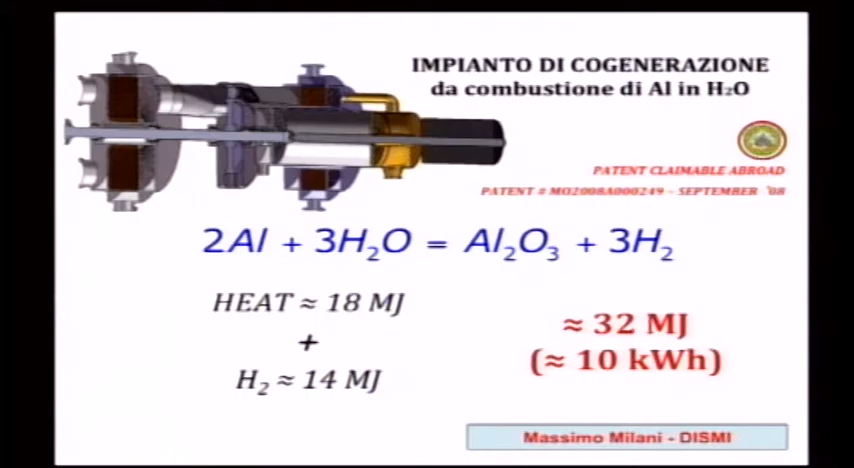 IMPIANTO DI COGENERAZIONE
da combustione di Al in H₂O
PATENT CLAIMABLE ABROAD
PATENT # MO2008A000249 – SEPTEMBER '08
2Al + 3H₂O = Al₂O₃ + 3H₂
HEAT ≈ 18 MJ
+
H₂ ≈ 14 MJ
≈ 32 MJ
(≈ 10 kWh)
Massimo Milani - DISMI